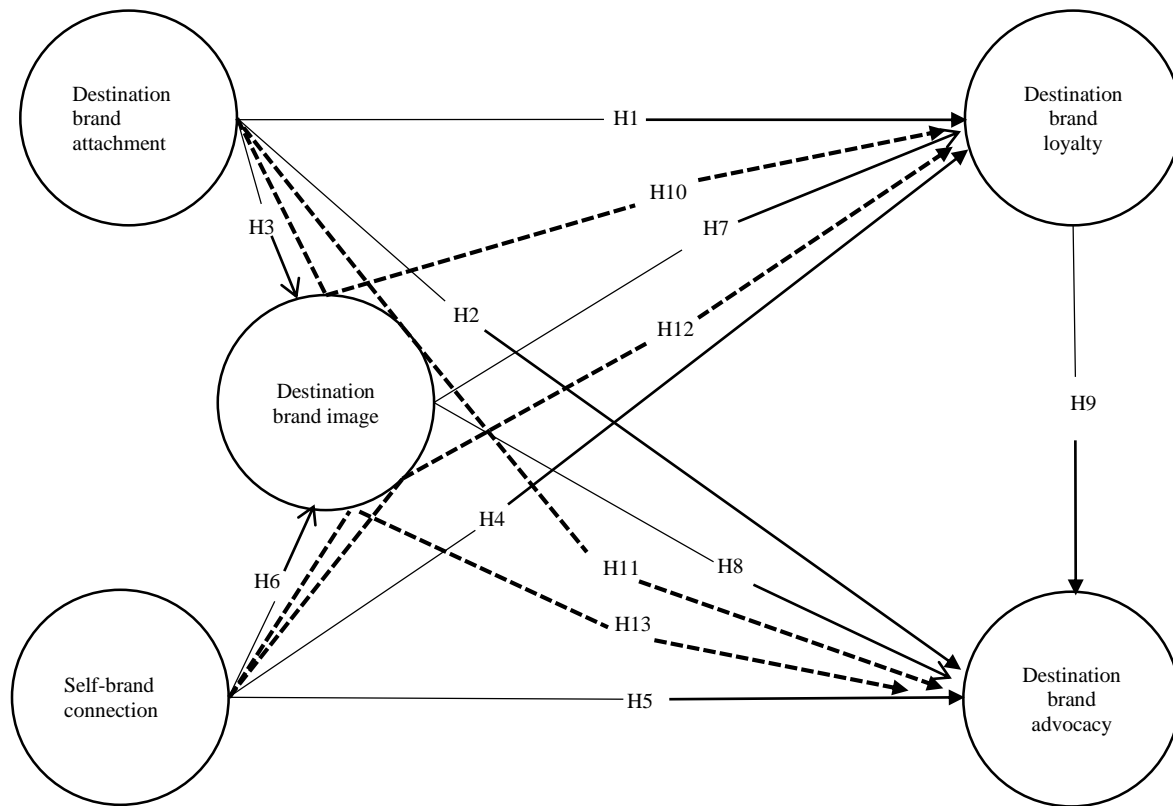 Destination
brand
attachment
Destination
brand
loyalty
H1
H10
H3
H7
H2
H12
Destination
brand image
H9
H4
H8
H6
H11
H13
Self-brand
connection
H5
Destination
brand
advocacy